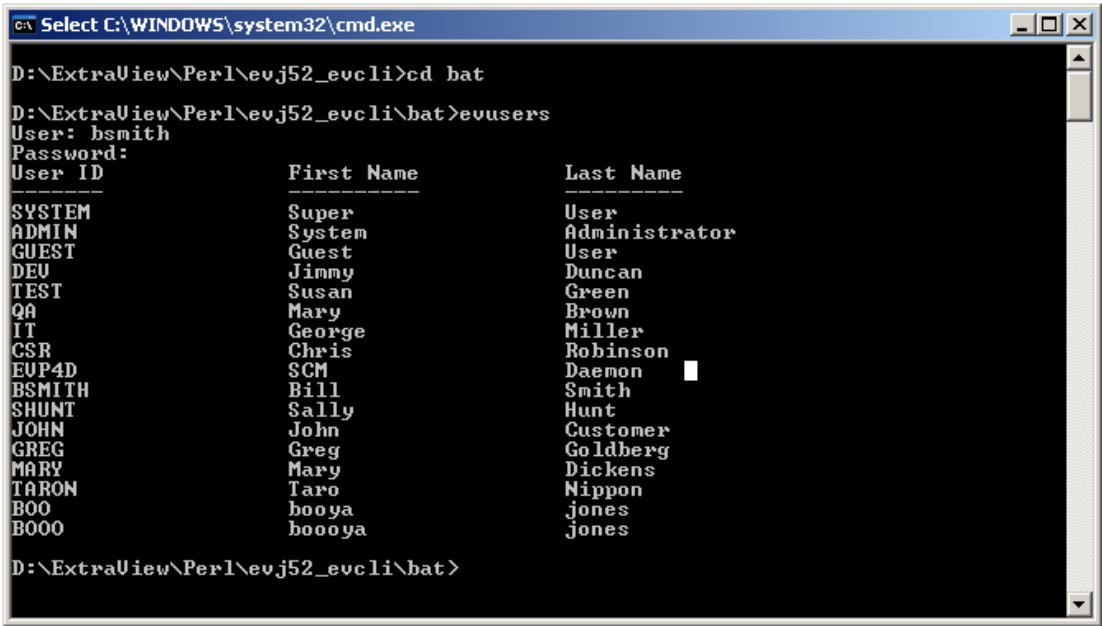 Select C:\WINDOWS\system32\cmd.exe
D:\ExtraView\Perl\evj52_evcli>cd bat
D:\ExtraView\Perl\evj52_evcli\bat>evusers
User: bsmith
Password:
User ID First Name Last Name
------- ---------- ---------
SYSTEM Super User
ADMIN System Administrator
GUEST Guest User
DEV Jimmy Duncan
TEST Susan Green
QA Mary Brown
IT George Miller
CSR Chris Robinson
EVP4D SCM Daemon
BSMITH Bill Smith
SHUNT Sally Hunt
JOHN John Customer
GREG Greg Goldberg
MARY Mary Dickens
TARON Taro Nippon
BOO booya jones
BOOO boooya jones
D:\ExtraView\Perl\evj52_evcli\bat>